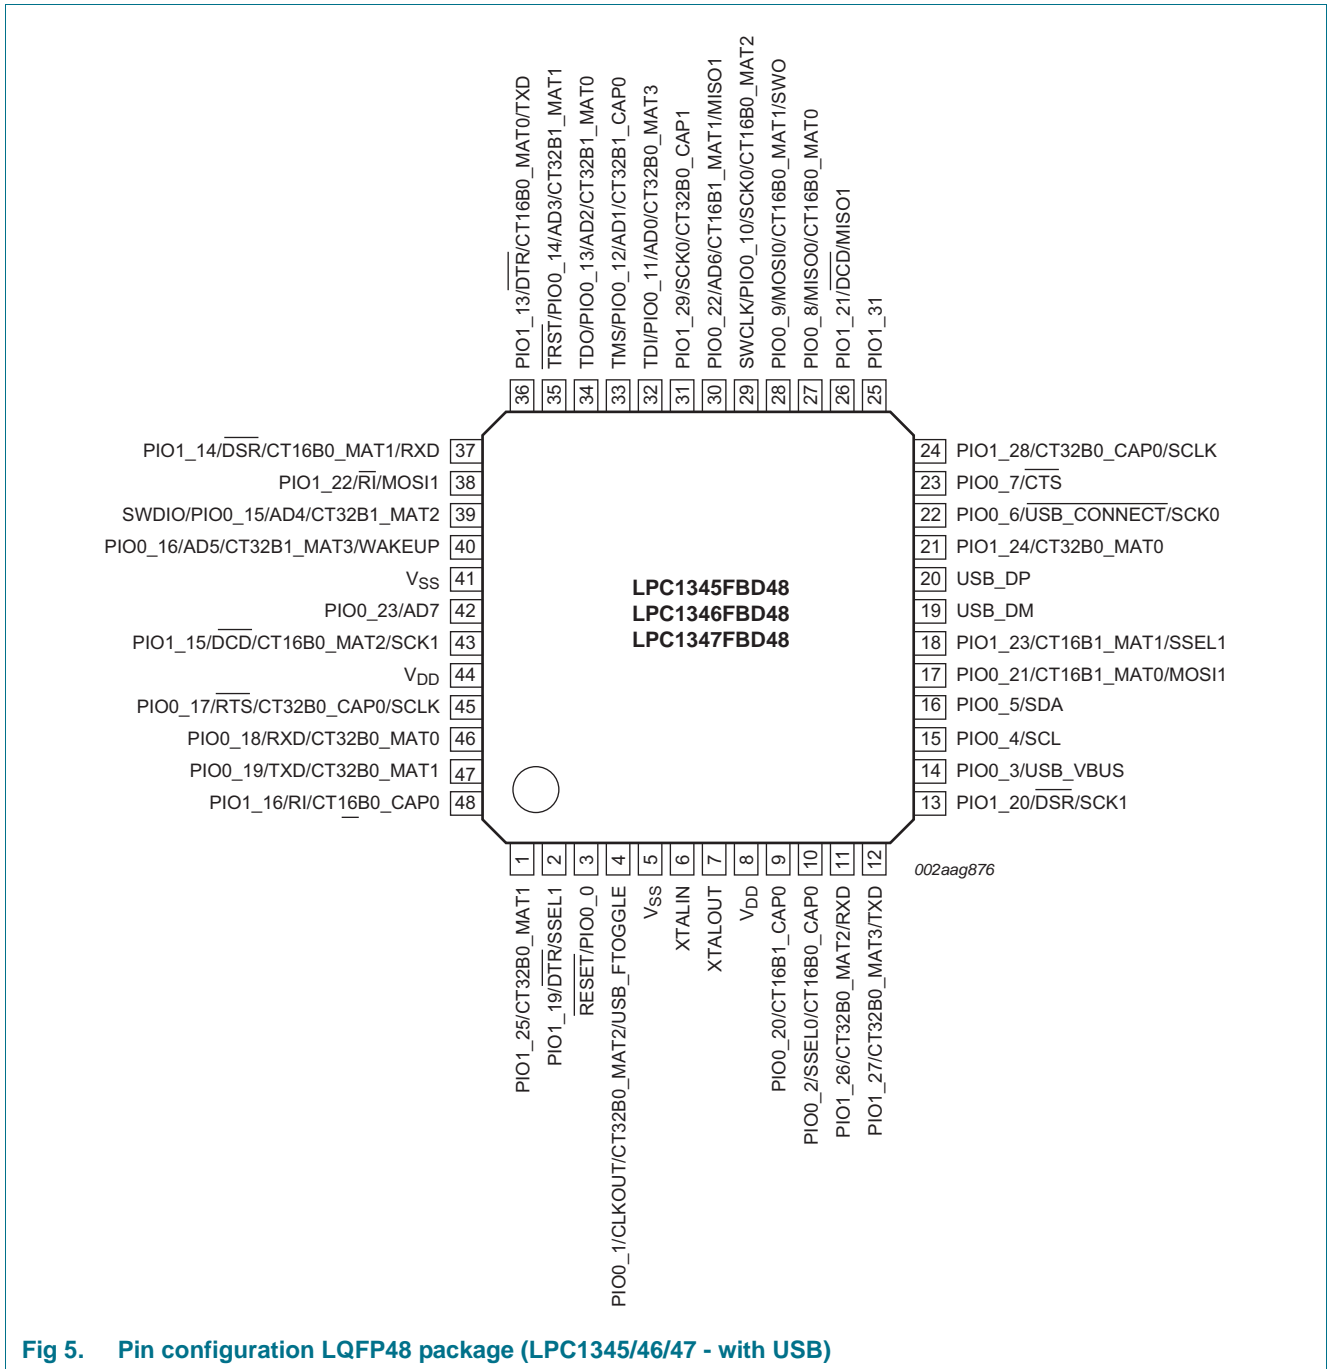 36 PIO1_13/DTR/CT16B0_MAT0/TXD
35 TRST/PIO0_14/AD3/CT32B1_MAT1
34 TDO/PIO0_13/AD2/CT32B1_MAT0
33 TMS/PIO0_12/AD1/CT32B1_CAP0
32 TDI/PIO0_11/AD0/CT32B0_MAT3
31 PIO1_29/SCK0/CT32B0_CAP1
30 PIO0_22/AD6/CT16B1_MAT1/MISO1
29 SWCLK/PIO0_10/SCK0/CT16B0_MAT2
28 PIO0_9/MOSI0/CT16B0_MAT1/SWO
27 PIO0_8/MISO0/CT16B0_MAT0
26 PIO1_21/DCD/MISO1
25 PIO1_31
PIO1_14/DSR/CT16B0_MAT1/RXD 37
PIO1_22/RI/MOSI1 38
SWDIO/PIO0_15/AD4/CT32B1_MAT2 39
PIO0_16/AD5/CT32B1_MAT3/WAKEUP 40
VSS 41
PIO0_23/AD7 42
PIO1_15/DCD/CT16B0_MAT2/SCK1 43
VDD 44
PIO0_17/RTS/CT32B0_CAP0/SCLK 45
PIO0_18/RXD/CT32B0_MAT0 46
PIO0_19/TXD/CT32B0_MAT1 47
PIO1_16/RI/CT16B0_CAP0 48
LPC1345FBD48
LPC1346FBD48
LPC1347FBD48
24 PIO1_28/CT32B0_CAP0/SCLK
23 PIO0_7/CTS
22 PIO0_6/USB_CONNECT/SCK0
21 PIO1_24/CT32B0_MAT0
20 USB_DP
19 USB_DM
18 PIO1_23/CT16B1_MAT1/SSEL1
17 PIO0_21/CT16B1_MAT0/MOSI1
16 PIO0_5/SDA
15 PIO0_4/SCL
14 PIO0_3/USB_VBUS
13 PIO1_20/DSR/SCK1
1 PIO1_25/CT32B0_MAT1
2 PIO1_19/DTR/SSEL1
3 RESET/PIO0_0
4 PIO0_1/CLKOUT/CT32B0_MAT2/USB_FTOGGLE
5 VSS
6 XTALIN
7 XTALOUT
8 VDD
9 PIO0_20/CT16B1_CAP0
10 PIO0_2/SSEL0/CT16B0_CAP0
11 PIO1_26/CT32B0_MAT2/RXD
12 PIO1_27/CT32B0_MAT3/TXD
002aag876
Fig 5. Pin configuration LQFP48 package (LPC1345/46/47 - with USB)